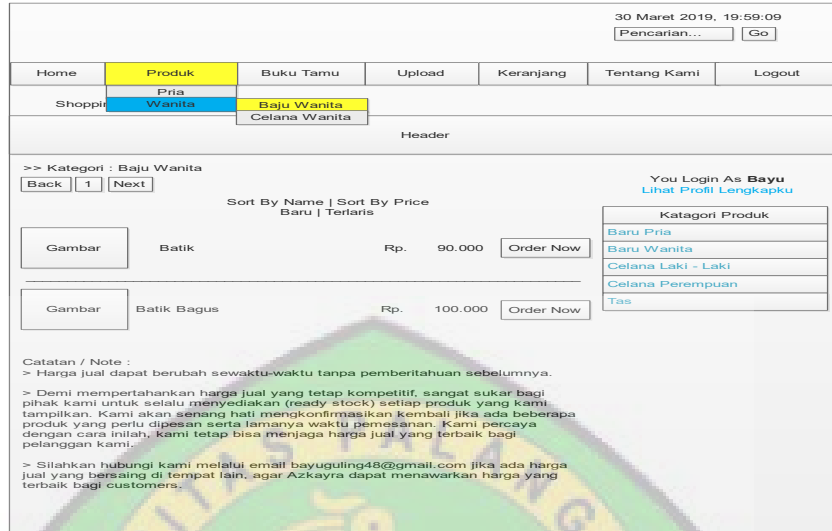 30 Maret 2019, 19:59:09
Pencarian... Go
Home Produk Buku Tamu Upload Keranjang Tentang Kami Logout
Pria
Shoppin Wanita Baju Wanita
Celana Wanita
Header
>> Kategori : Baju Wanita
Back 1 Next
You Login As Bayu
Lihat Profil Lengkapku
Sort By Name | Sort By Price
Baru | Terlaris
Katagori Produk
Baru Pria
Baru Wanita
Celana Laki - Laki
Celana Perempuan
Tas
Gambar Batik Rp. 90.000 Order Now
Gambar Batik Bagus Rp. 100.000 Order Now
Catatan / Note :
> Harga jual dapat berubah sewaktu-waktu tanpa pemberitahuan sebelumnya.
> Demi mempertahankan harga jual yang tetap kompetitif, sangat sukar bagi
pihak kami untuk selalu menyediakan (ready stock) setiap produk yang kami
tampilkan. Kami akan senang hati mengkonfirmasikan kembali jika ada beberapa
produk yang perlu dipesan serta lamanya waktu pemesanan. Kami percaya
dengan cara inilah, kami tetap bisa menjaga harga jual yang terbaik bagi
pelanggan kami.
> Silahkan hubungi kami melalui email bayuguling48@gmail.com jika ada harga
jual yang bersaing di tempat lain, agar Azkayra dapat menawarkan harga yang
terbaik bagi customers.